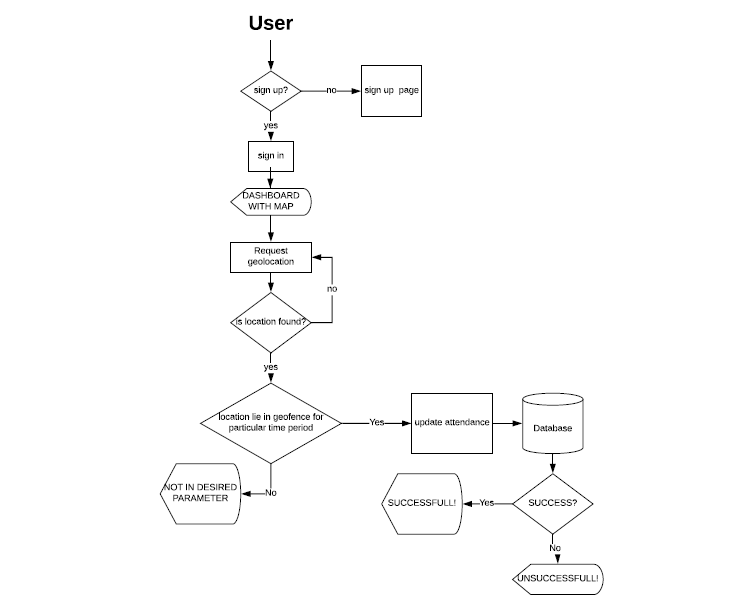 User
sign up?
no
sign up page
yes
sign in
DASHBOARD
WITH MAP
Request
geolocation
no
is location found?
yes
location lie in geofence for
particular time period
Yes
update attendance
Database
No
NOT IN DESIRED
PARAMETER
SUCCESSFULL!
Yes
SUCCESS?
No
UNSUCCESSFULL!